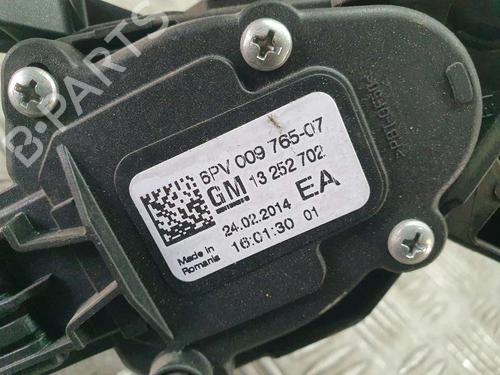 B-PARTS
6PV 009 765-07
GM 13 252 702
24.02.2014 EA
16:01:30 01
Made in
Romania